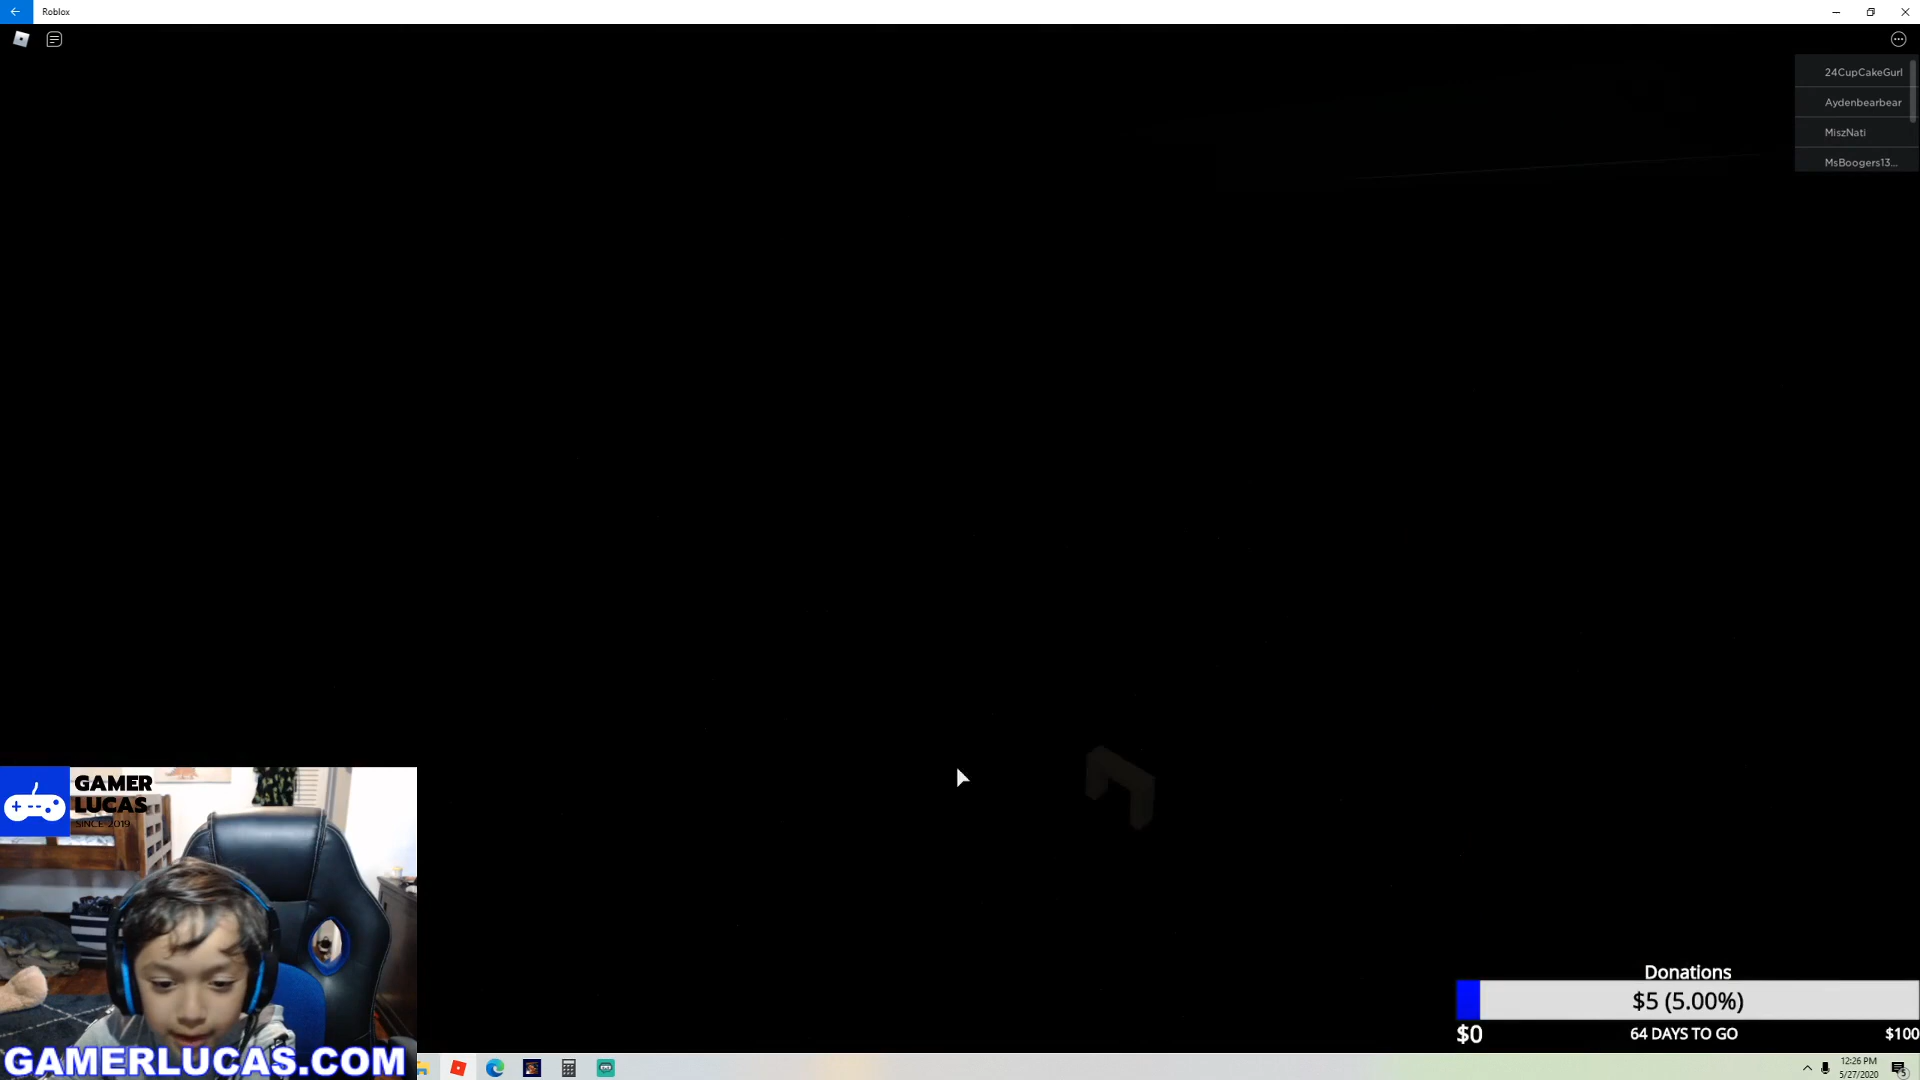 Roblox
24CupCakeGurl
Aydenbearbear
MiszNati
MsBoogers13...
GAMER
LUCAS
SINCE 2019
GAMERLUCAS.COM
Donations
$5 (5.00%)
$0
64 DAYS TO GO
$100
12:26 PM
5/27/2020
5